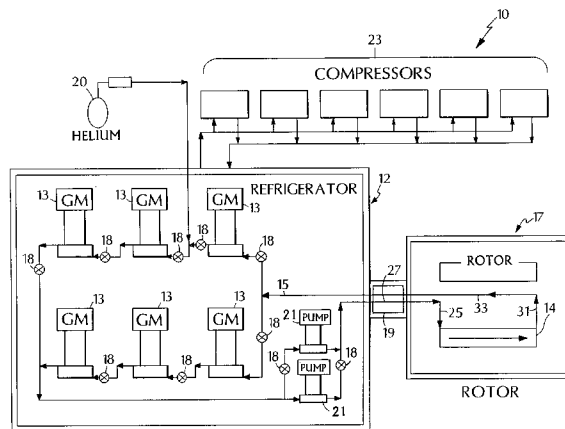 10
23
COMPRESSORS
20
HELIUM
REFRIGERATOR
12
13
13
13
GM
GM
GM
17
18
18
18
18
18
ROTOR
27
15
33
31
14
25
19
13
13
13
GM
GM
GM
21
PUMP
18
18
PUMP
18
18
18
21
ROTOR